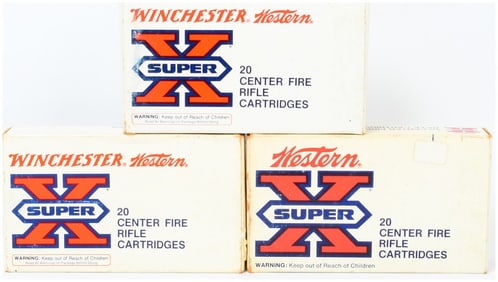 WINCHESTER Western
X
SUPER
20
CENTER FIRE
RIFLE
CARTRIDGES
WARNING: Keep out of Reach of Children
WINCHESTER Western
X
SUPER
20
CENTER FIRE
RIFLE
CARTRIDGES
WARNING: Keep out of Reach of Children
Western
X
SUPER
20
CENTER FIRE
RIFLE
CARTRIDGES
WARNING: Keep out of Reach of Children